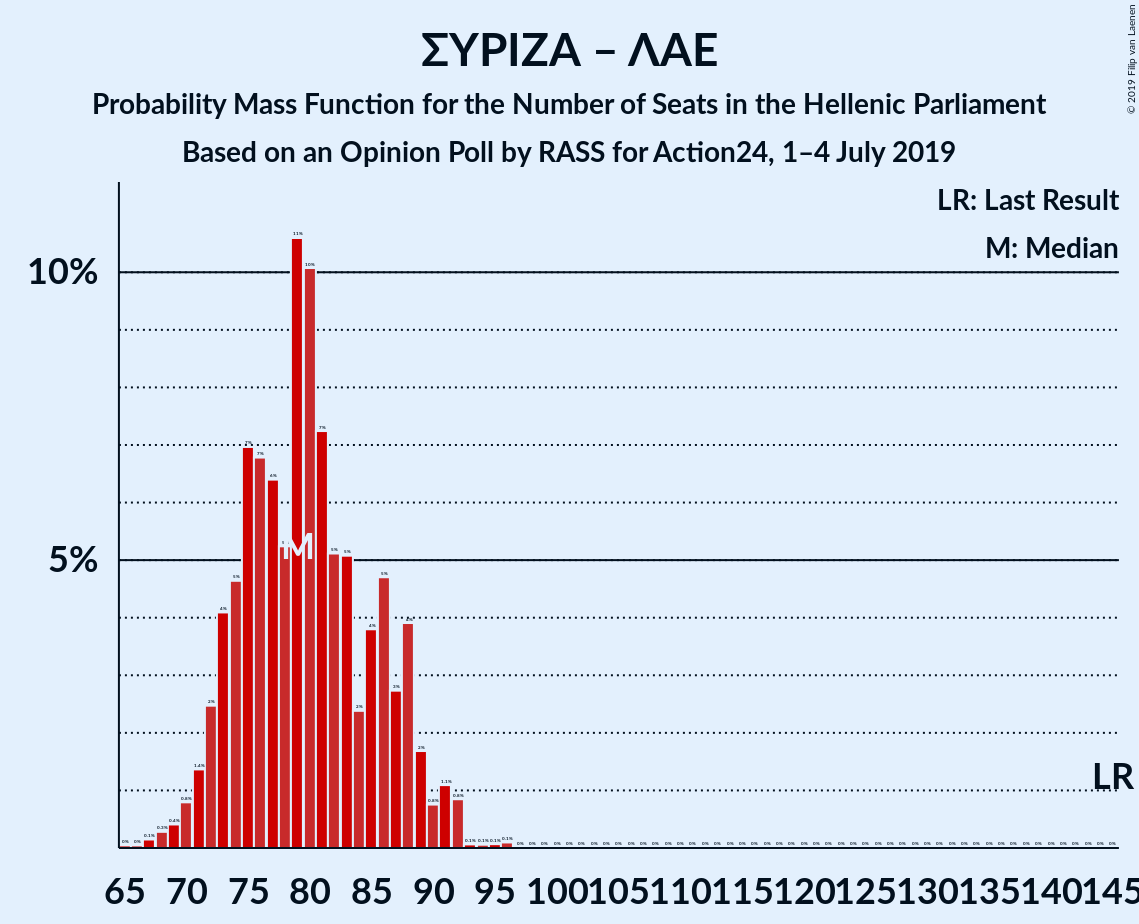 ΣΥΡΙΖΑ – ΛΑΕ
Probability Mass Function for the Number of Seats in the Hellenic Parliament
Based on an Opinion Poll by RASS for Action24, 1–4 July 2019
© 2019 Filip van Laenen
LR: Last Result
M: Median
10%
5%
M
LR
65 70 75 80 85 90 95 100 105 110 115 120 125 130 135 140 145